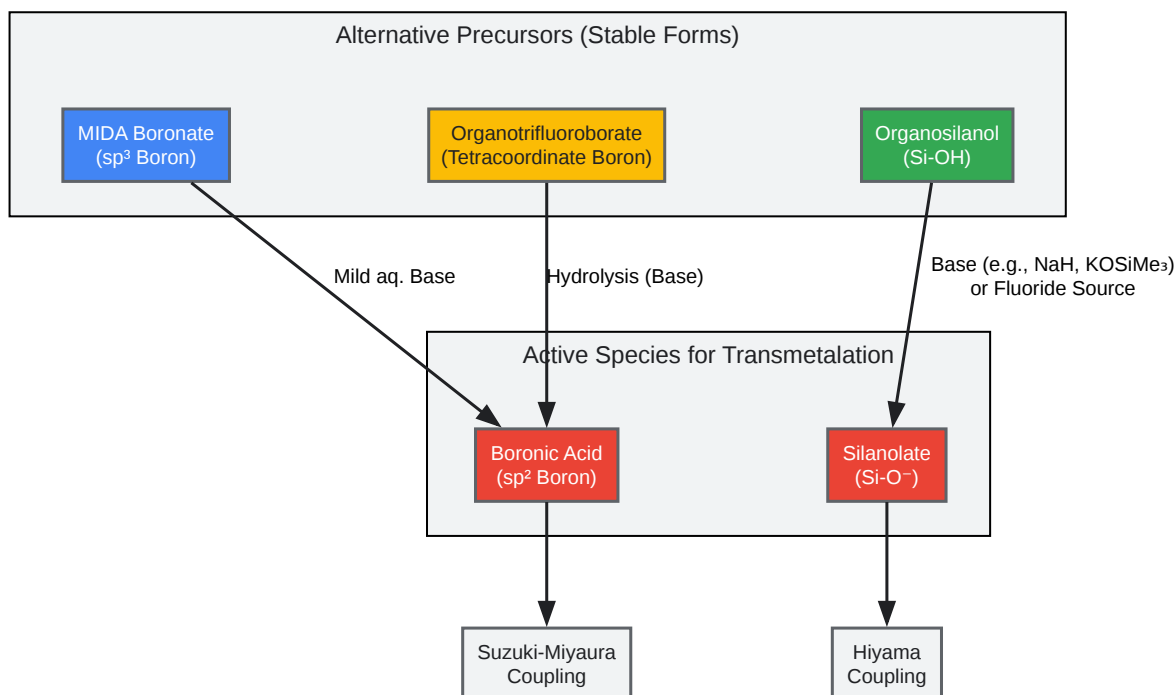 Alternative Precursors (Stable Forms)
MIDA Boronate
(sp³ Boron)
Organotrifluoroborate
(Tetracoordinate Boron)
Organosilanol
(Si-OH)
Mild aq. Base
Hydrolysis (Base)
Base (e.g., NaH, KOSiMe₃)
or Fluoride Source
Active Species for Transmetalation
Boronic Acid
(sp² Boron)
Silanolate
(Si-O⁻)
Suzuki-Miyaura
Coupling
Hiyama
Coupling